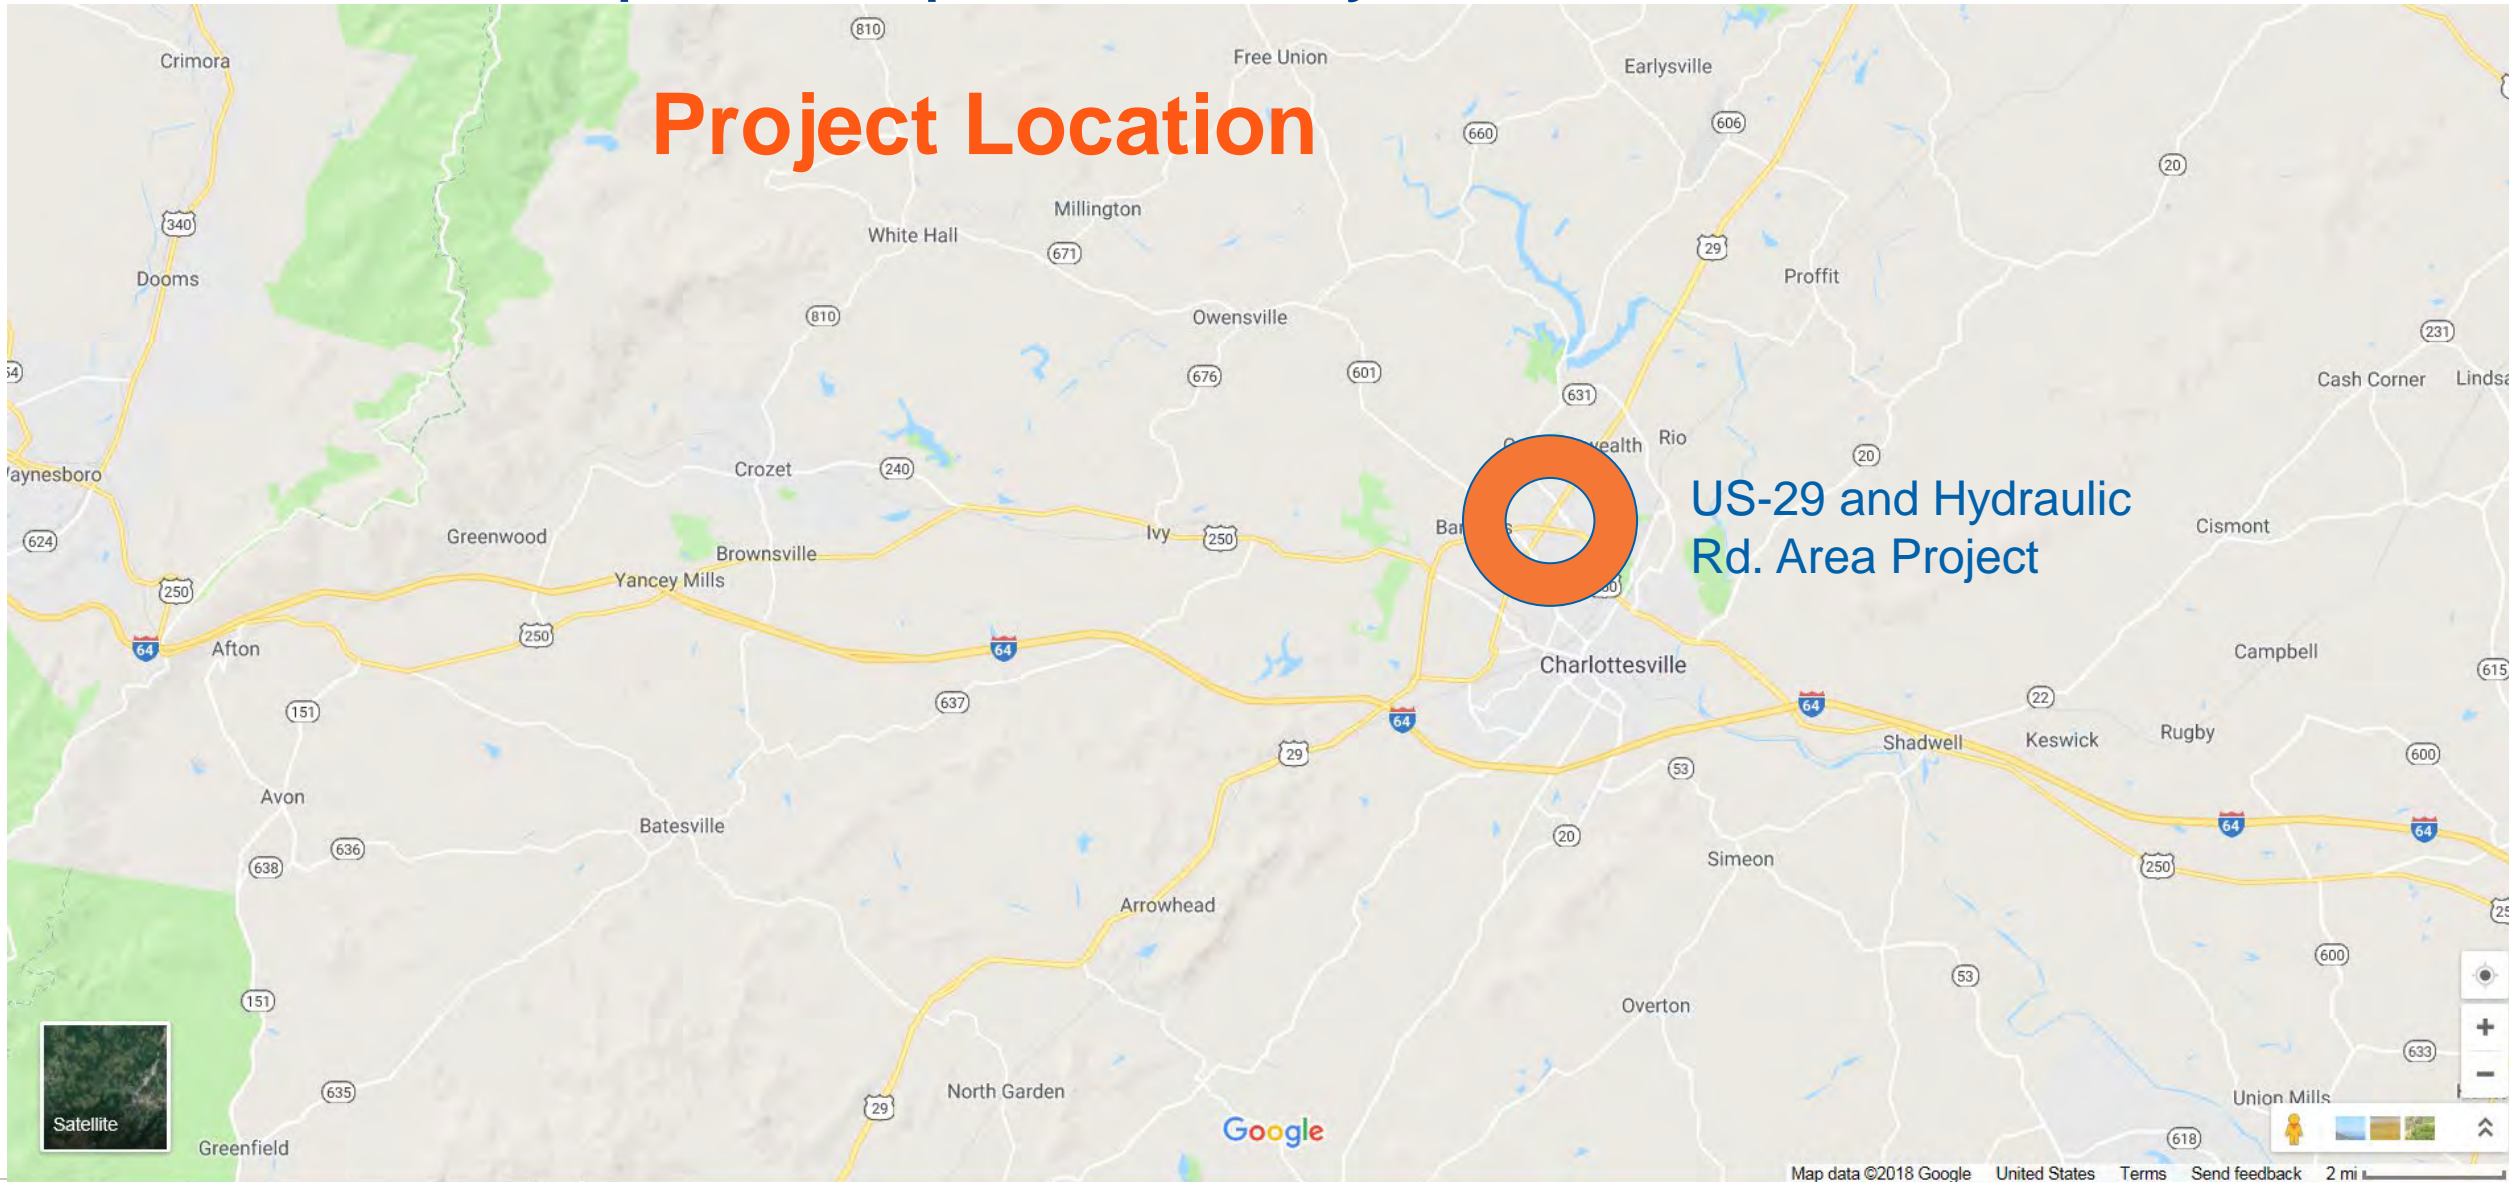 810
Crimora
Free Union
Earlysville
Project Location
660
606
20
340
Millington
White Hall
671
29
Dooms
Proffit
810
Owensville
231
676
601
Cash Corner
631
Rio
20
Crozet
240
US-29 and Hydraulic
Rd. Area Project
Cismont
624
Greenwood
Ivy
250
Brownsville
Yancey Mills
250
250
64
Afton
64
Charlottesville
Campbell
615
151
637
64
64
22
29
Shadwell
Keswick
Rugby
600
53
Avon
Batesville
64
64
636
638
20
Simeon
250
Arrowhead
600
53
151
Overton
633
635
North Garden
29
Union Mills
Satellite
Google
618
Greenfield
Map data ©2018 Google United States Terms Send feedback 2 mi